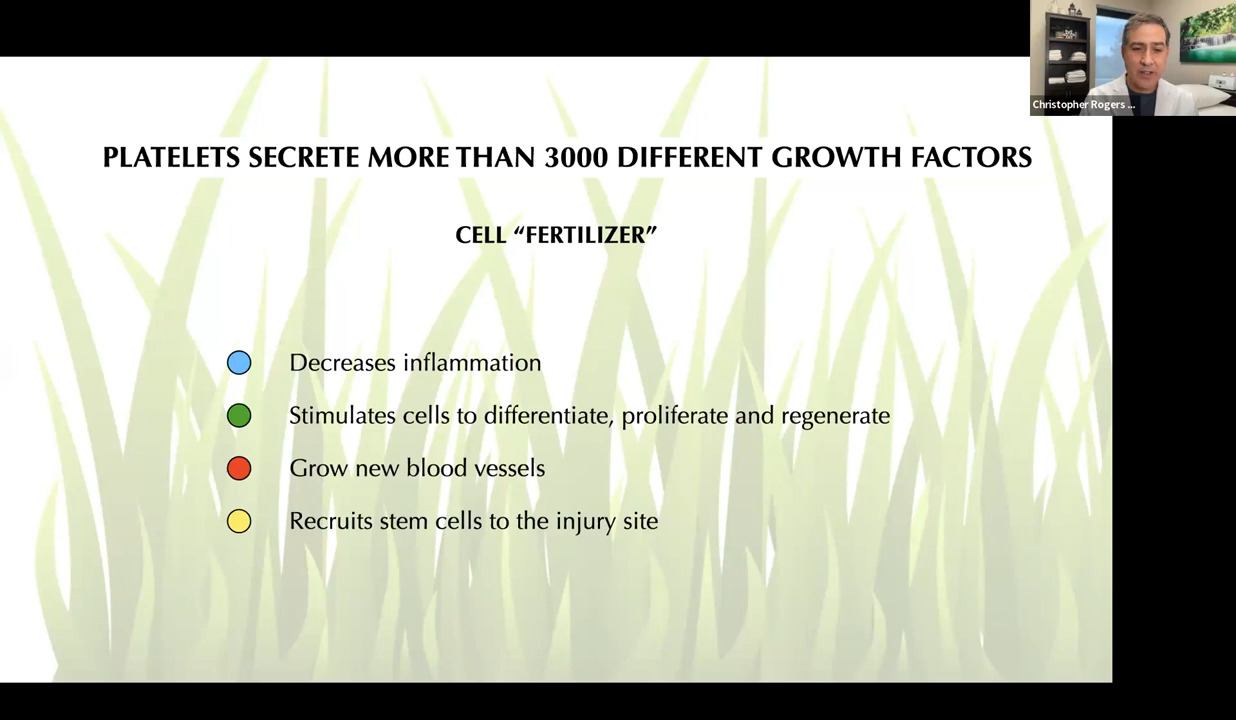 Christopher Rogers ...
PLATELETS SECRETE MORE THAN 3000 DIFFERENT GROWTH FACTORS
CELL “FERTILIZER”
Decreases inflammation
Stimulates cells to differentiate, proliferate and regenerate
Grow new blood vessels
Recruits stem cells to the injury site